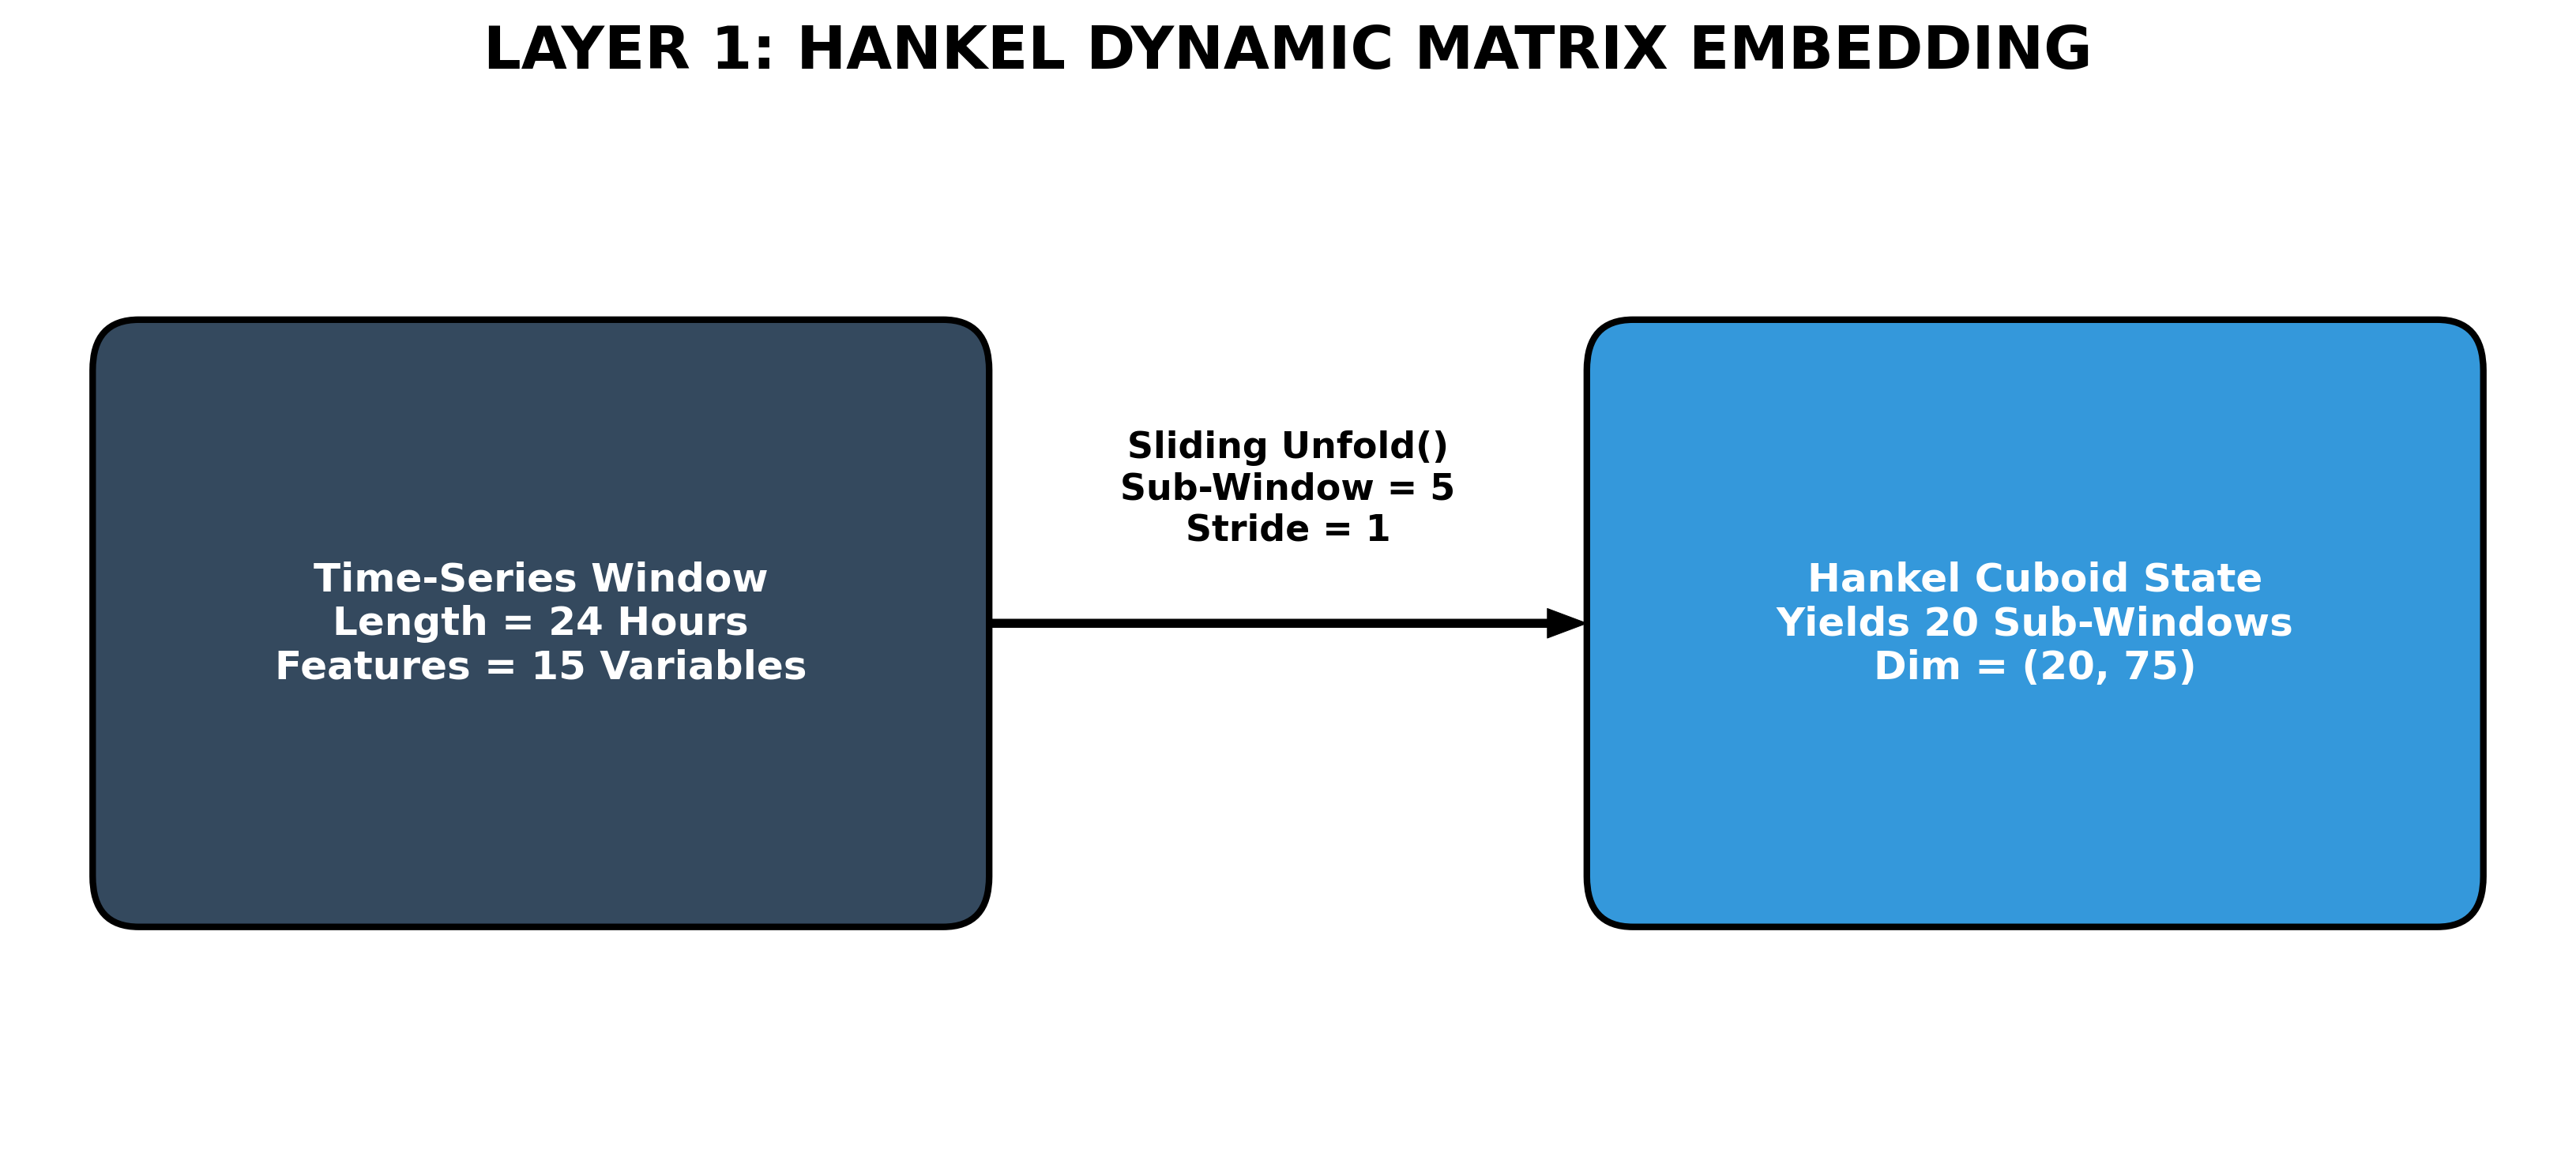 LAYER 1: HANKEL DYNAMIC MATRIX EMBEDDING
Time-Series Window
Length = 24 Hours
Features = 15 Variables
Sliding Unfold()
Sub-Window = 5
Stride = 1
Hankel Cuboid State
Yields 20 Sub-Windows
Dim = (20, 75)